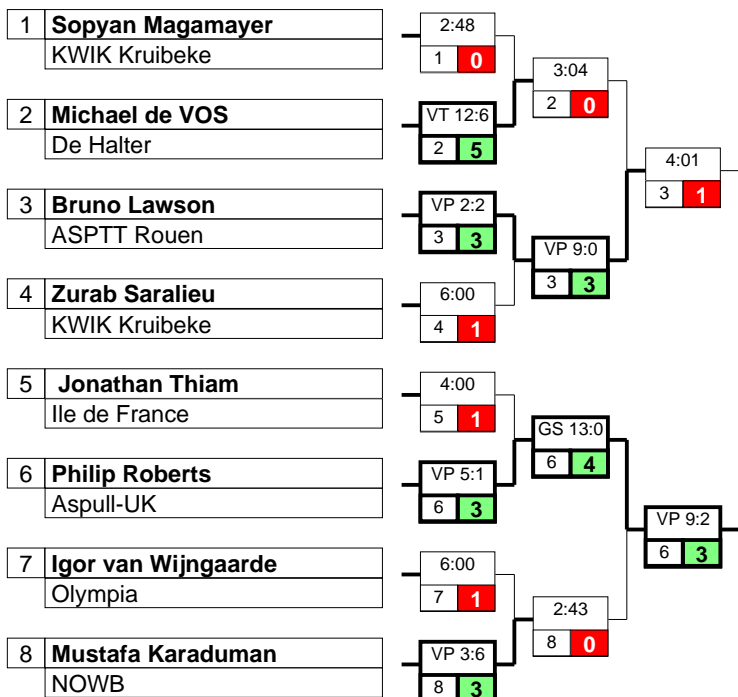 1 Sopyan Magamayer
KWIK Kruibeke
2:48
1 0
3:04
2 0
2 Michael de VOS
De Halter
VT 12:6
2 5
4:01
3 1
3 Bruno Lawson
ASPTT Rouen
VP 2:2
3 3
VP 9:0
3 3
4 Zurab Saralieu
KWIK Kruibeke
6:00
4 1
5 Jonathan Thiam
Ile de France
4:00
5 1
GS 13:0
6 4
6 Philip Roberts
Aspull-UK
VP 5:1
6 3
VP 9:2
6 3
7 Igor van Wijngaarde
Olympia
6:00
7 1
2:43
8 0
8 Mustafa Karaduman
NOWB
VP 3:6
8 3